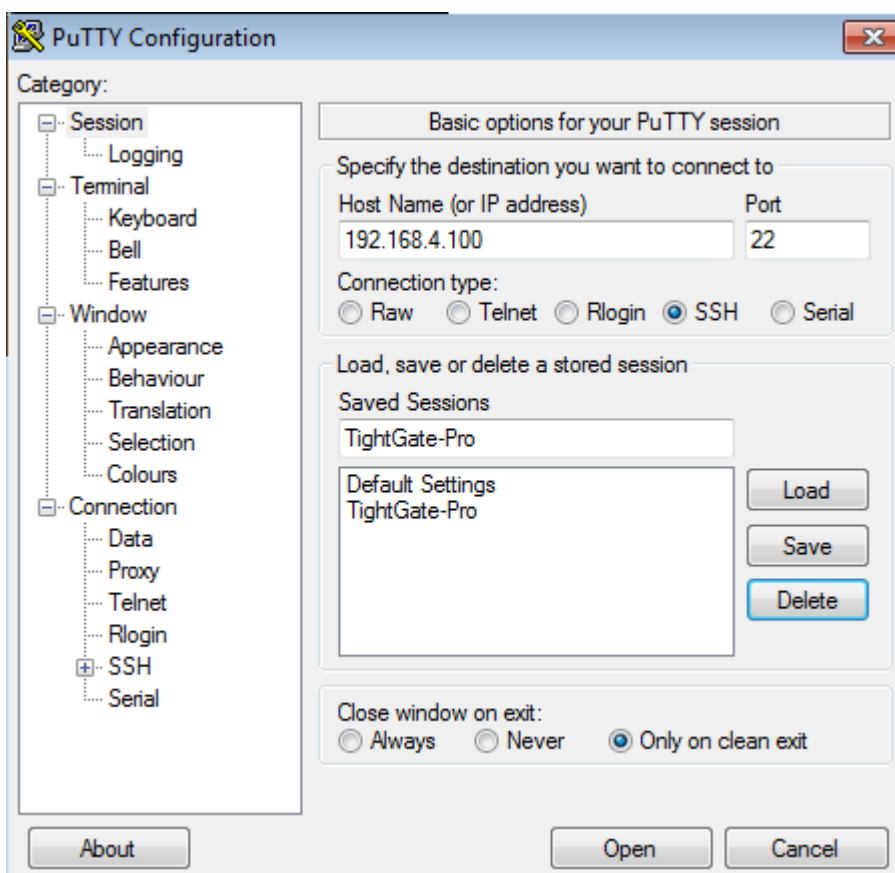 PuTTY Configuration
Category:
Session
Logging
Terminal
Keyboard
Bell
Features
Window
Appearance
Behaviour
Translation
Selection
Colours
Connection
Data
Proxy
Telnet
Rlogin
SSH
Serial
Basic options for your PuTTY session
Specify the destination you want to connect to
Host Name (or IP address) Port
192.168.4.100 22
Connection type:
Raw Telnet Rlogin SSH Serial
Load, save or delete a stored session
Saved Sessions
TightGate-Pro
Default Settings
TightGate-Pro
Load
Save
Delete
Close window on exit:
Always Never Only on clean exit
About Open Cancel